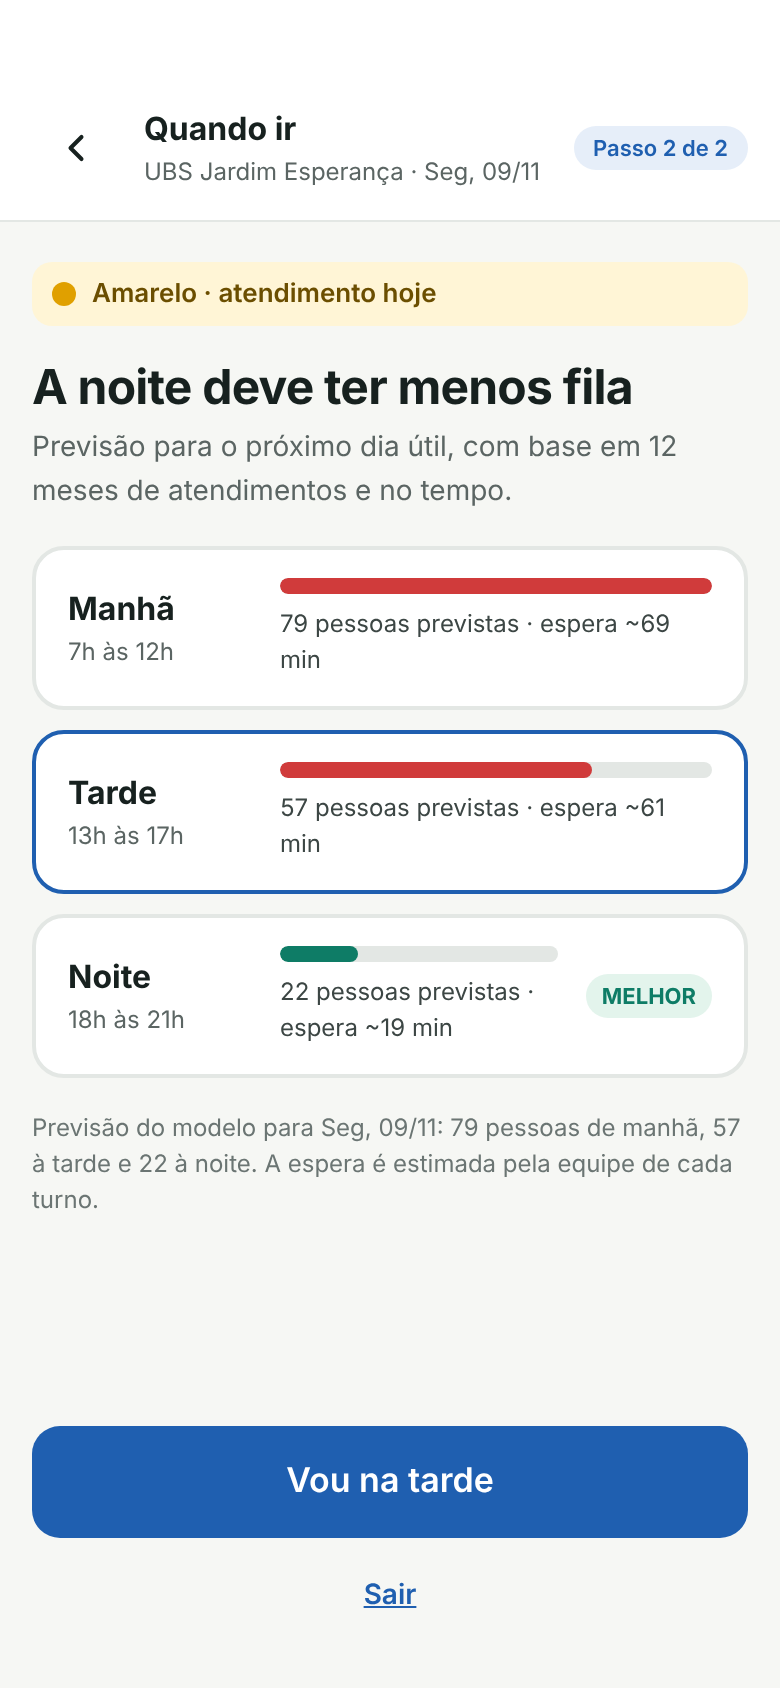 Quando ir
UBS Jardim Esperança · Seg, 09/11
Passo 2 de 2
Amarelo · atendimento hoje
A noite deve ter menos fila
Previsão para o próximo dia útil, com base em 12
meses de atendimentos e no tempo.
Manhã
7h às 12h
79 pessoas previstas · espera ~69
min
Tarde
13h às 17h
57 pessoas previstas · espera ~61
min
Noite
18h às 21h
22 pessoas previstas ·
espera ~19 min
MELHOR
Previsão do modelo para Seg, 09/11: 79 pessoas de manhã, 57
à tarde e 22 à noite. A espera é estimada pela equipe de cada
turno.
Vou na tarde
Sair